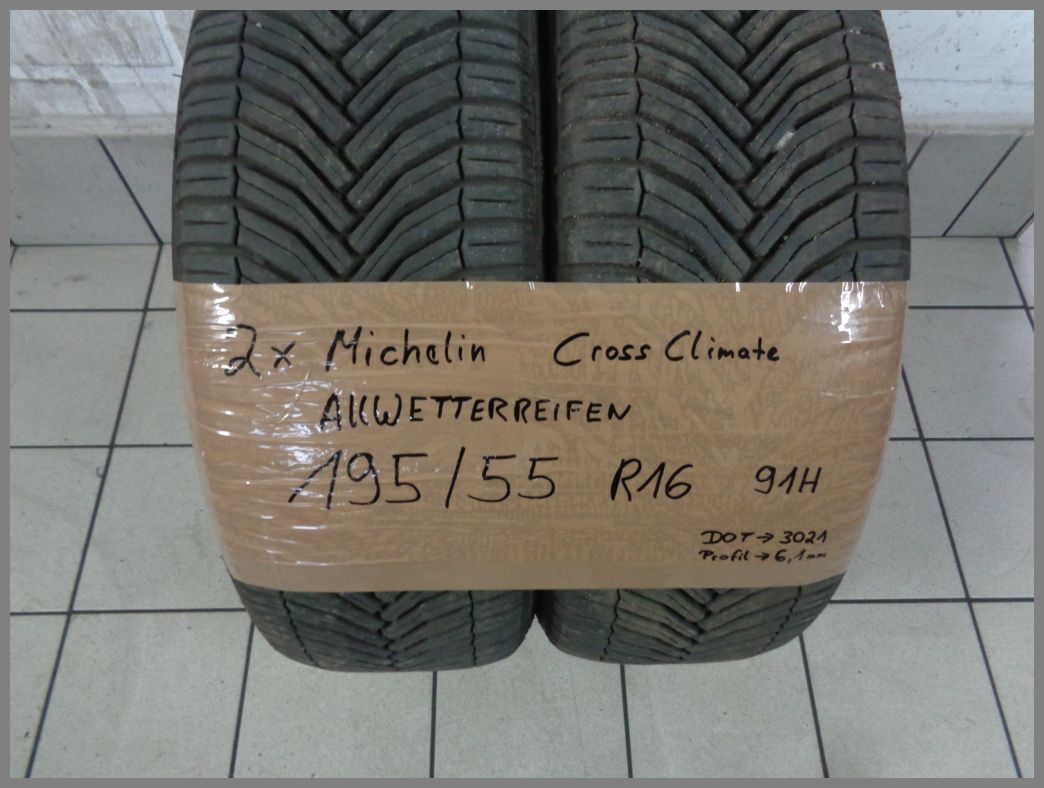 2x Michelin Cross Climate
AllWETTERREIFEN
195/55 R16 91H
DOT → 3021
Profil → 6,1mm